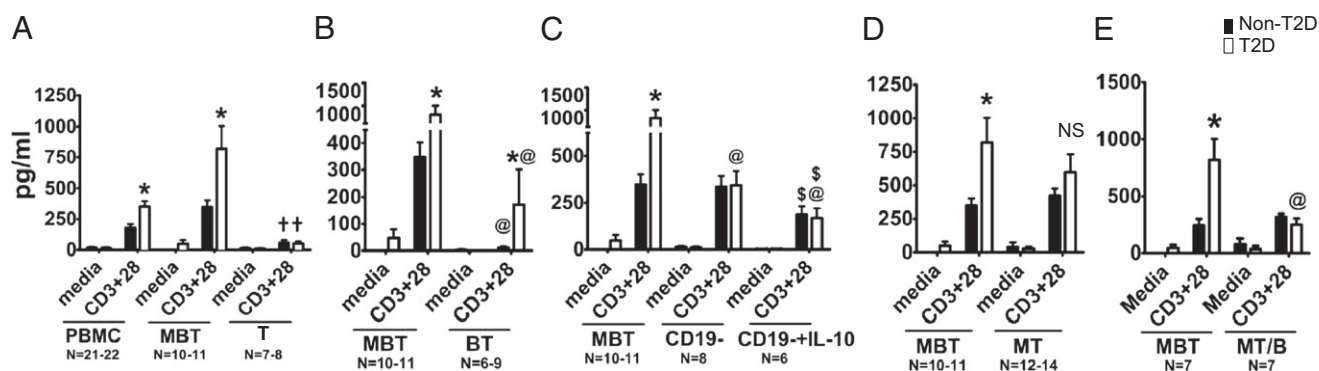 A B C D E
Non-T2D
T2D
pg/ml
1250
1000
750
500
250
0
* * † †
media CD3+28 media CD3+28 media CD3+28
PBMC MBT T
N=21-22 N=10-11 N=7-8
1500
1000
400
300
200
100
0
* @ *@
media CD3+28 media CD3+28
MBT BT
N=10-11 N=6-9
1500
1000
500
250
0
* @ $ $ @
media CD3+28 media CD3+28 media CD3+28
MBT CD19- CD19-+IL-10
N=10-11 N=8 N=6
1250
1000
750
500
250
0
* NS
media CD3+28 media CD3+28
MBT MT
N=10-11 N=12-14
1500
1000
500
0
* @
Media CD3+28 Media CD3+28
MBT MT/B
N=7 N=7